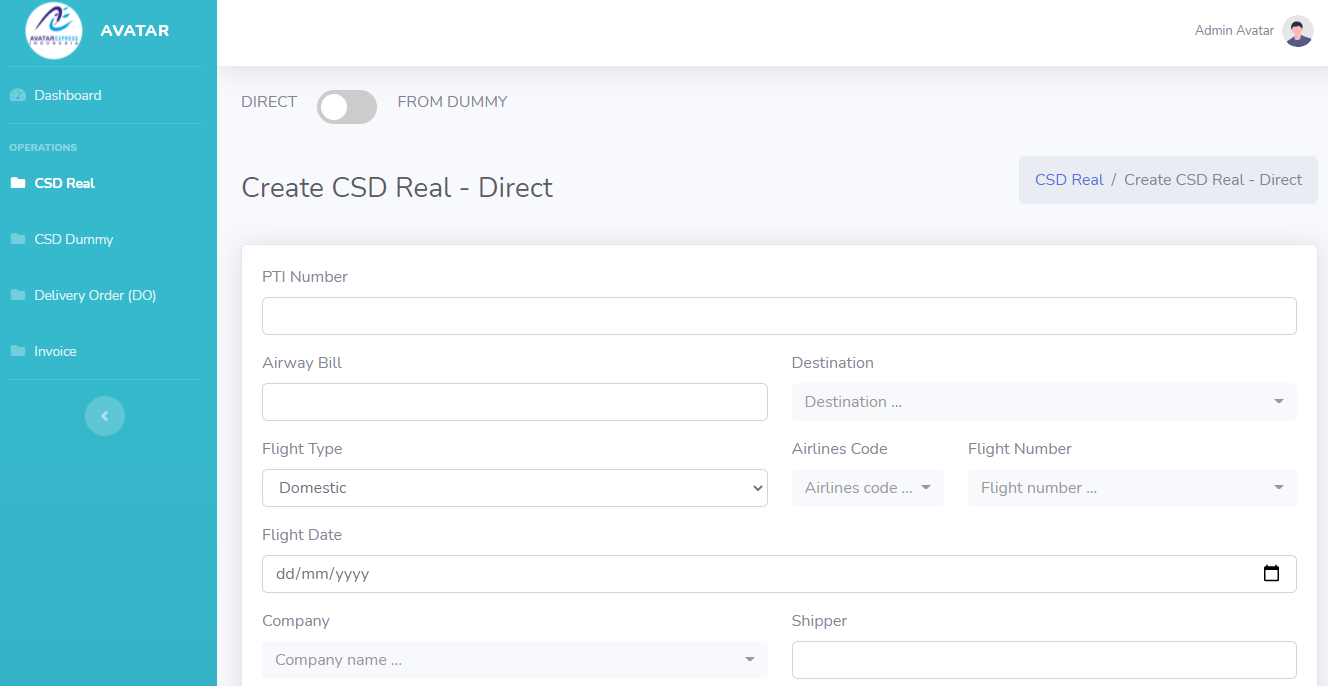 AVATAR EXPRESS
INDONESIA
AVATAR
Admin Avatar
Dashboard
OPERATIONS
CSD Real
CSD Dummy
Delivery Order (DO)
Invoice
DIRECT FROM DUMMY
Create CSD Real - Direct
CSD Real / Create CSD Real - Direct
PTI Number
Airway Bill Destination
Destination ...
Flight Type Airlines Code Flight Number
Domestic Airlines code ... Flight number ...
Flight Date
dd/mm/yyyy
Company Shipper
Company name ...